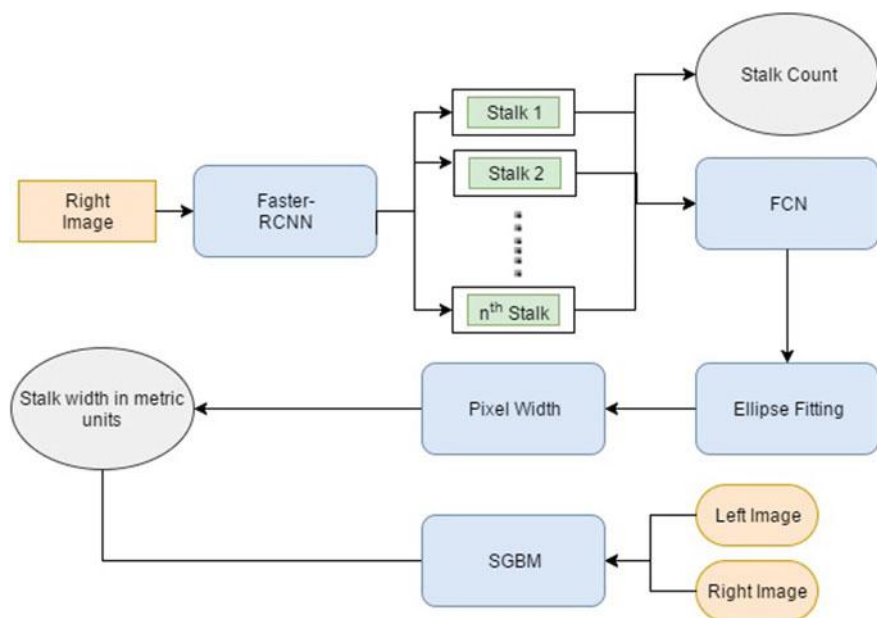 Stalk Count
Stalk 1
Right
Image
Faster-
RCNN
Stalk 2
FCN
nth Stalk
Stalk width in metric
units
Pixel Width
Ellipse Fitting
Left Image
SGBM
Right Image